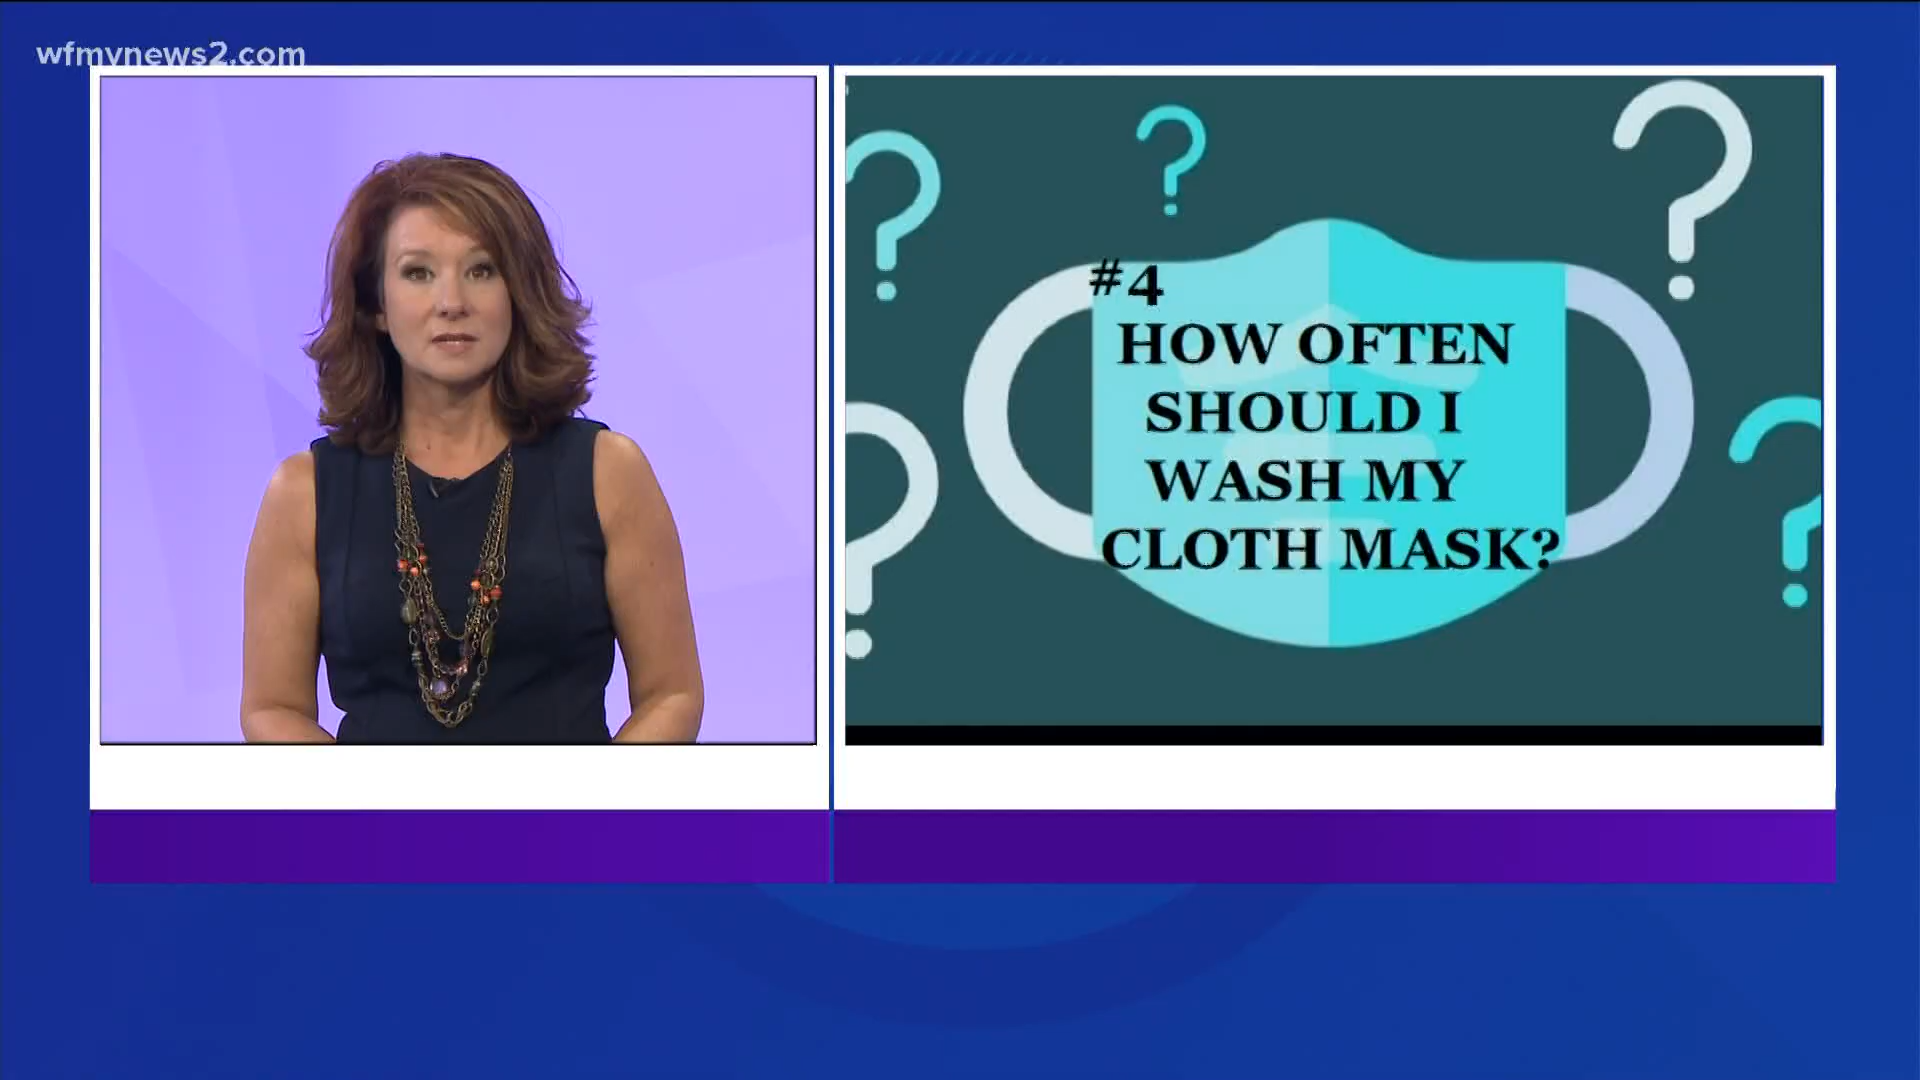 wfmynews2.com
#4
HOW OFTEN
SHOULD I
WASH MY
CLOTH MASK?